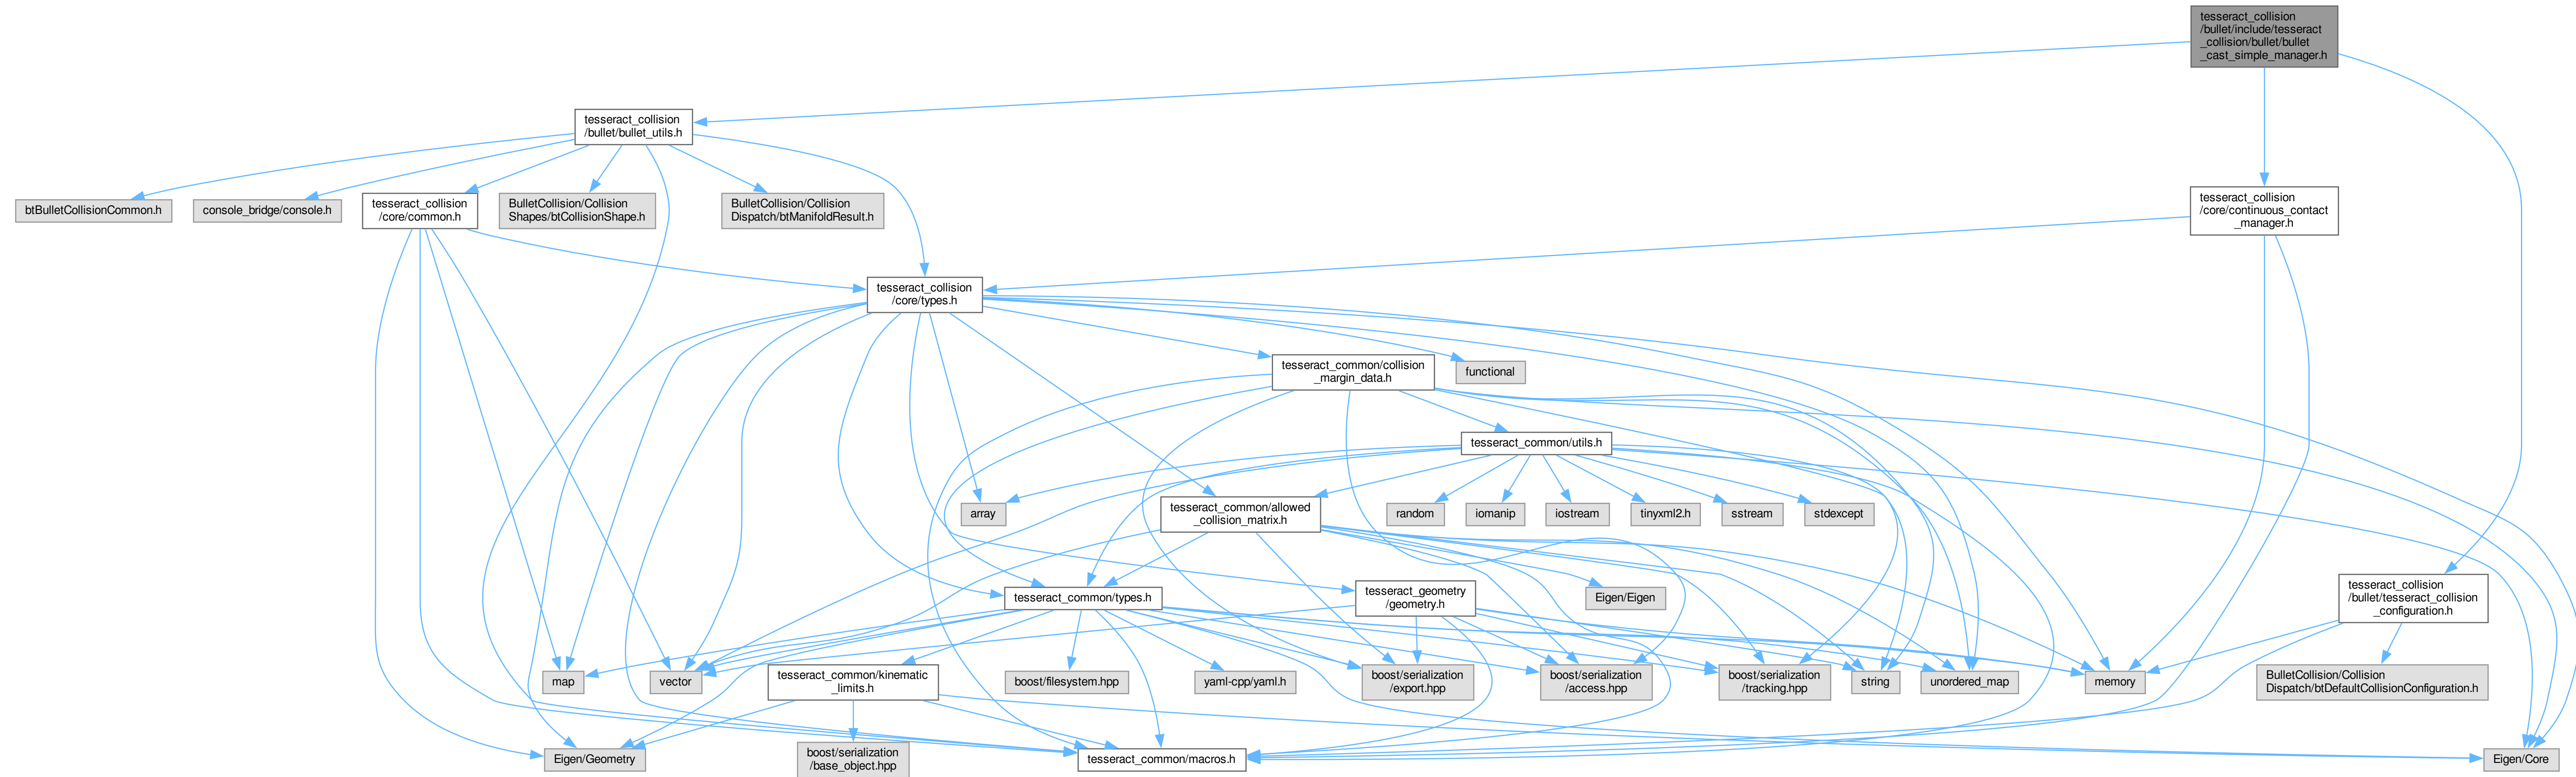 tesseract_collision
/bullet/include/tesseract
_collision/bullet/bullet
_cast_simple_manager.h
tesseract_collision
/bullet/bullet_utils.h
btBulletCollisionCommon.h
console_bridge/console.h
tesseract_collision
/core/common.h
BulletCollision/Collision
Shapes/btCollisionShape.h
BulletCollision/Collision
Dispatch/btManifoldResult.h
tesseract_collision
/core/continuous_contact
_manager.h
tesseract_collision
/core/types.h
tesseract_common/collision
_margin_data.h
functional
tesseract_common/utils.h
array
tesseract_common/allowed
_collision_matrix.h
random
iomanip
iostream
tinyxml2.h
sstream
stdexcept
tesseract_common/types.h
tesseract_geometry
/geometry.h
Eigen/Eigen
tesseract_collision
/bullet/tesseract_collision
_configuration.h
map
vector
tesseract_common/kinematic
_limits.h
boost/filesystem.hpp
yaml-cpp/yaml.h
boost/serialization
/export.hpp
boost/serialization
/access.hpp
boost/serialization
/tracking.hpp
string
unordered_map
memory
BulletCollision/Collision
Dispatch/btDefaultCollisionConfiguration.h
Eigen/Geometry
boost/serialization
/base_object.hpp
tesseract_common/macros.h
Eigen/Core